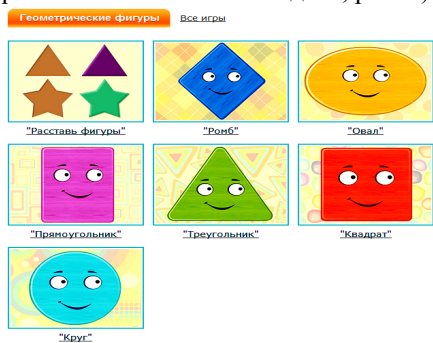 Геометрические фигуры Все игры
"Расставь фигуры" "Ромб" "Овал"
"Прямоугольник" "Треугольник" "Квадрат"
"Круг"